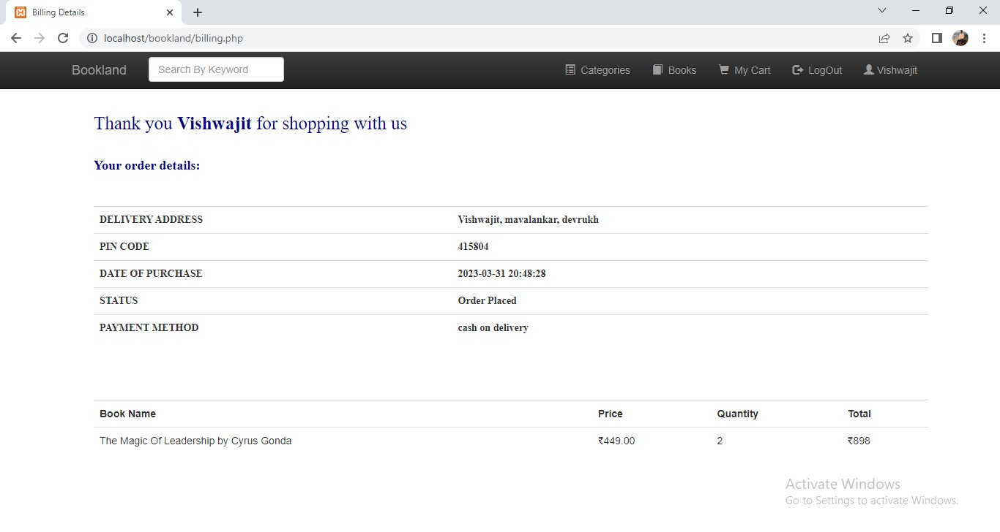 Billing Details
localhost/bookland/billing.php
Bookland Search By Keyword Categories Books My Cart LogOut Vishwajit
Thank you Vishwajit for shopping with us
Your order details:
DELIVERY ADDRESS Vishwajit, mavalankar, devrukh
PIN CODE 415804
DATE OF PURCHASE 2023-03-31 20:48:28
STATUS Order Placed
PAYMENT METHOD cash on delivery
Book Name Price Quantity Total
The Magic Of Leadership by Cyrus Gonda ₹449.00 2 ₹898
Activate Windows
Go to Settings to activate Windows.